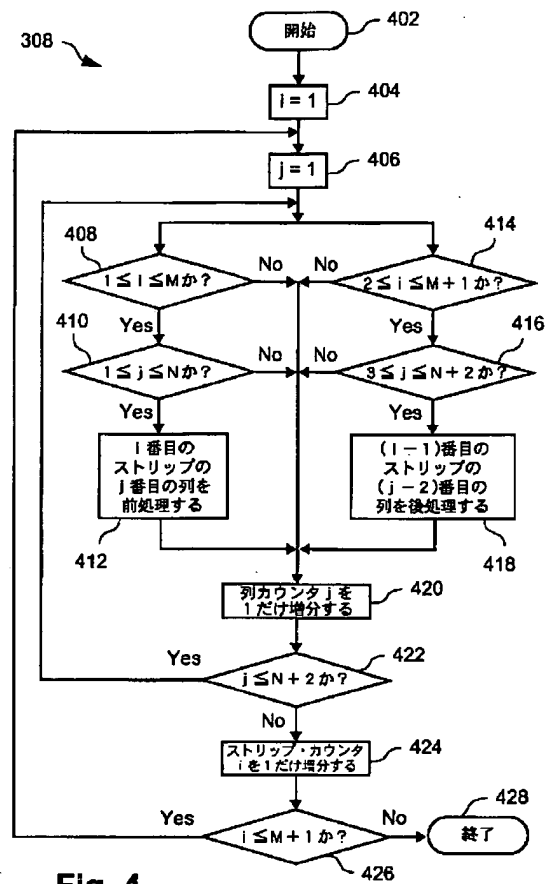 308
開始
402
i = 1
404
j = 1
406
408
1≦i≦Mか?
No
Yes
414
2≦i≦M+1か?
No
Yes
410
1≦j≦Nか?
No
Yes
416
3≦j≦N+2か?
No
Yes
i番目の
ストリップの
j番目の列を
前処理する
412
(i-1)番目の
ストリップの
(j-2)番目の
列を後処理する
418
列カウンタjを
1だけ増分する
420
j≦N+2か?
422
Yes
No
ストリップ・カウンタ
iを1だけ増分する
424
i≦M+1か?
426
Yes
No
終了
428
Fig. 4